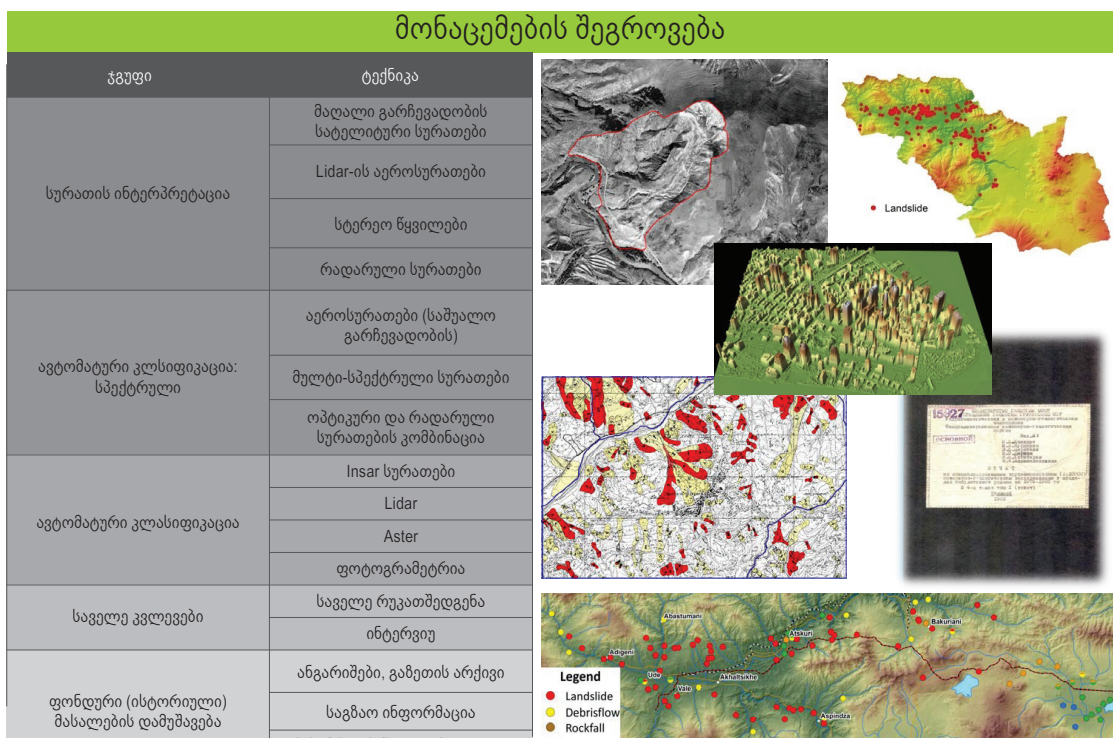 მონაცემების შეგროვება
ჯგუფი
ტექნიკა
სურათის ინტერპრეტაცია
მაღალი გარჩევადობის
სატელიტური სურათები
Lidar-ის აეროსურათები
სტერეო წყვილები
რადარული სურათები
ავტომატური კლსიფიკაცია:
სპექტრული
აეროსურათები (საშუალო
გარჩევადობის)
მულტი-სპექტრული სურათები
ოპტიკური და რადარული
სურათების კომბინაცია
ავტომატური კლასიფიკაცია
Insar სურათები
Lidar
Aster
ფოტოგრამეტრია
საველე კვლევები
საველე რუკათშედგენა
ინტერვიუ
ფონდური (ისტორიული)
მასალების დამუშავება
ანგარიშები, გაზეთის არქივი
საგზაო ინფორმაცია
Landslide
15927
ОСНОВНОЙ
Abastumani
Bakuriani
Atskuri
Adigeni
Ude
Akhaltsikhe
Vale
Aspindza
Legend
Landslide
Debrisflow
Rockfall